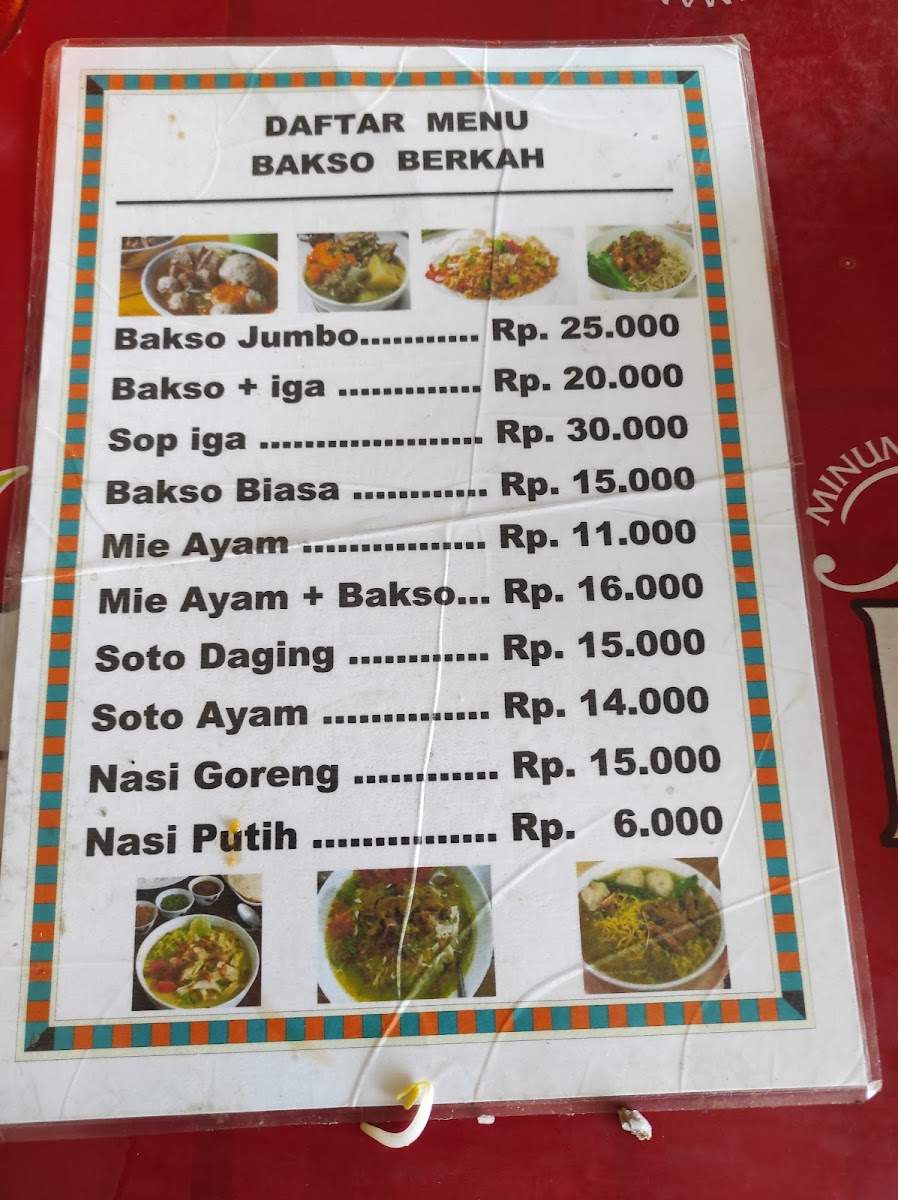 DAFTAR MENU
BAKSO BERKAH
Bakso Jumbo........... Rp. 25.000
Bakso + iga ............. Rp. 20.000
Sop iga .................... Rp. 30.000
Bakso Biasa ............ Rp. 15.000
Mie Ayam ................. Rp. 11.000
Mie Ayam + Bakso... Rp. 16.000
Soto Daging ............. Rp. 15.000
Soto Ayam ............... Rp. 14.000
Nasi Goreng ............. Rp. 15.000
Nasi Putih ................ Rp. 6.000
MINUM